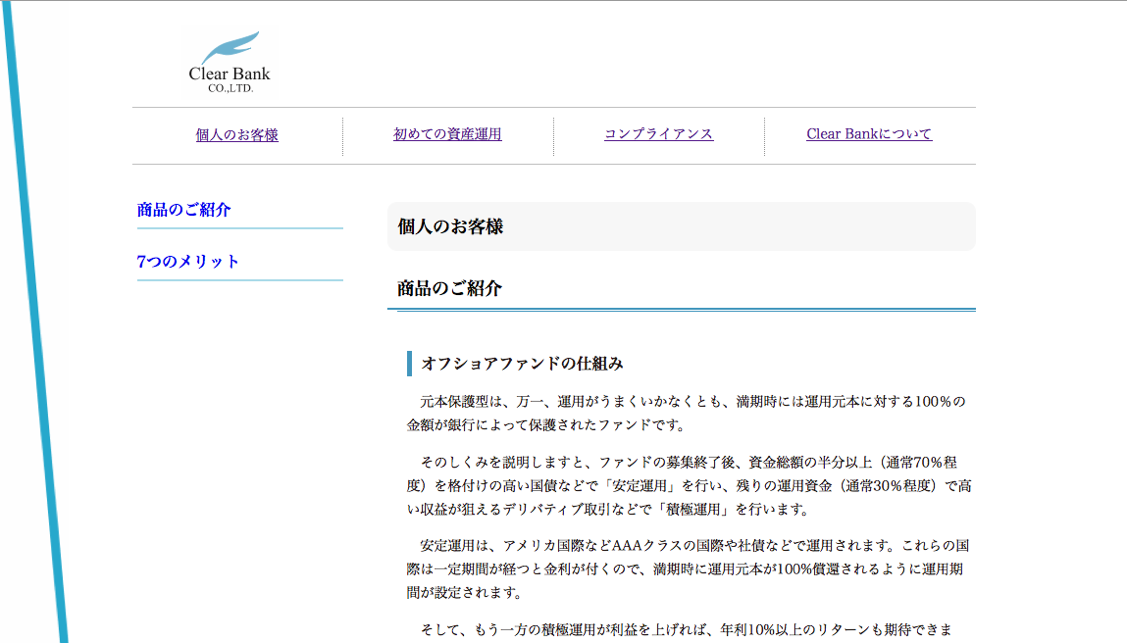 Clear Bank
CO.,LTD.
個人のお客様
初めての資産運用
コンプライアンス
Clear Bankについて
商品のご紹介
7つのメリット
個人のお客様
商品のご紹介
オフショアファンドの仕組み
元本保護型は、万一、運用がうまくいかなくとも、満期時には運用元本に対する100％の
金額が銀行によって保護されたファンドです。
そのしくみを説明しますと、ファンドの募集終了後、資金総額の半分以上（通常70％程
度）を格付けの高い国債などで「安定運用」を行い、残りの運用資金（通常30％程度）で高
い収益が狙えるデリバティブ取引などで「積極運用」を行います。
安定運用は、アメリカ国際などAAAクラスの国際や社債などで運用されます。これらの国
際は一定期間が経つと金利が付くので、満期時に運用元本が100%償還されるように運用期
間が設定されます。
そして、もう一方の積極運用が利益を上げれば、年利10%以上のリターンも期待できま